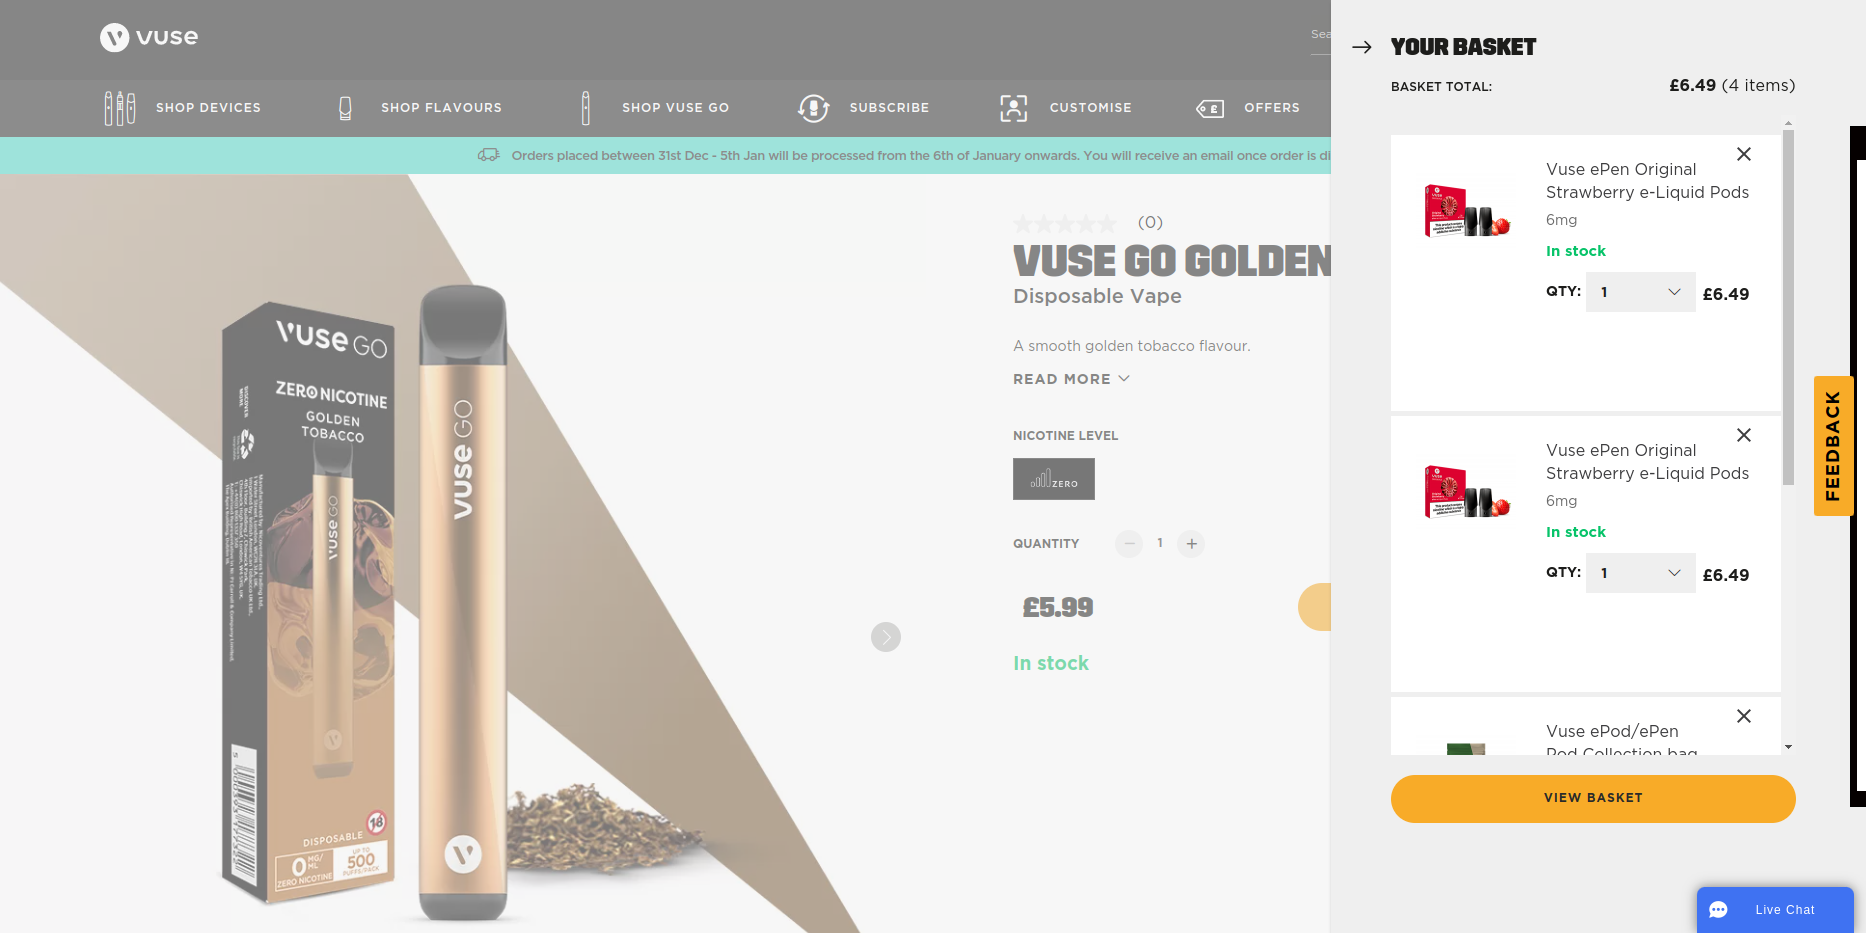 vuse
Sea
SHOP DEVICES
SHOP FLAVOURS
SHOP VUSE GO
SUBSCRIBE
CUSTOMISE
OFFERS
Orders placed between 31st Dec - 5th Jan will be processed from the 6th of January onwards. You will receive an email once order is di
Vuse GO
ZERO NICOTINE
GOLDEN
TOBACCO
vuse GO
DISPOSABLE
18
0 MG/ML
ZERO NICOTINE
UP TO
500
PUFFS/PACK
vuse GO
(0)
VUSE GO GOLDEN
Disposable Vape
A smooth golden tobacco flavour.
READ MORE
NICOTINE LEVEL
ZERO
QUANTITY
1
£5.99
In stock
YOUR BASKET
BASKET TOTAL:
£6.49 (4 items)
Vuse ePen Original
Strawberry e-Liquid Pods
6mg
In stock
QTY: 1 £6.49
Vuse ePen Original
Strawberry e-Liquid Pods
6mg
In stock
QTY: 1 £6.49
Vuse ePod/ePen
Pod Collection bag
VIEW BASKET
FEEDBACK
Live Chat